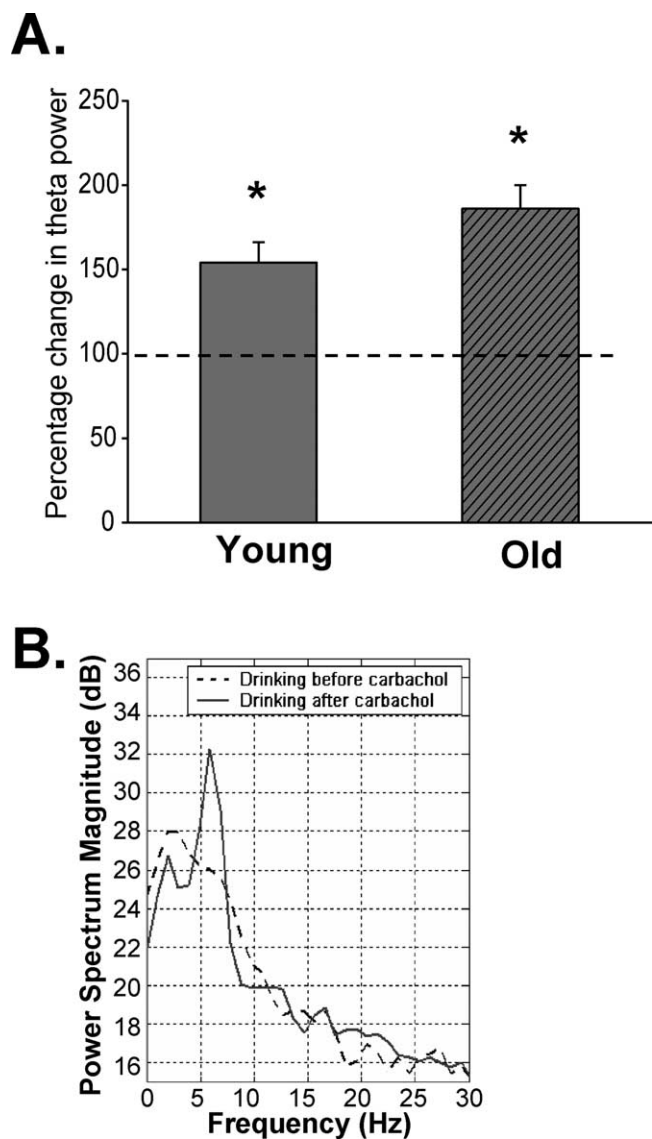 A.
Percentage change in theta power
250
200
150
100
50
0
*
*
Young
Old
B.
Power Spectrum Magnitude (dB)
36
34
32
30
28
26
24
22
20
18
16
Drinking before carbachol
Drinking after carbachol
0
5
10
15
20
25
30
Frequency (Hz)